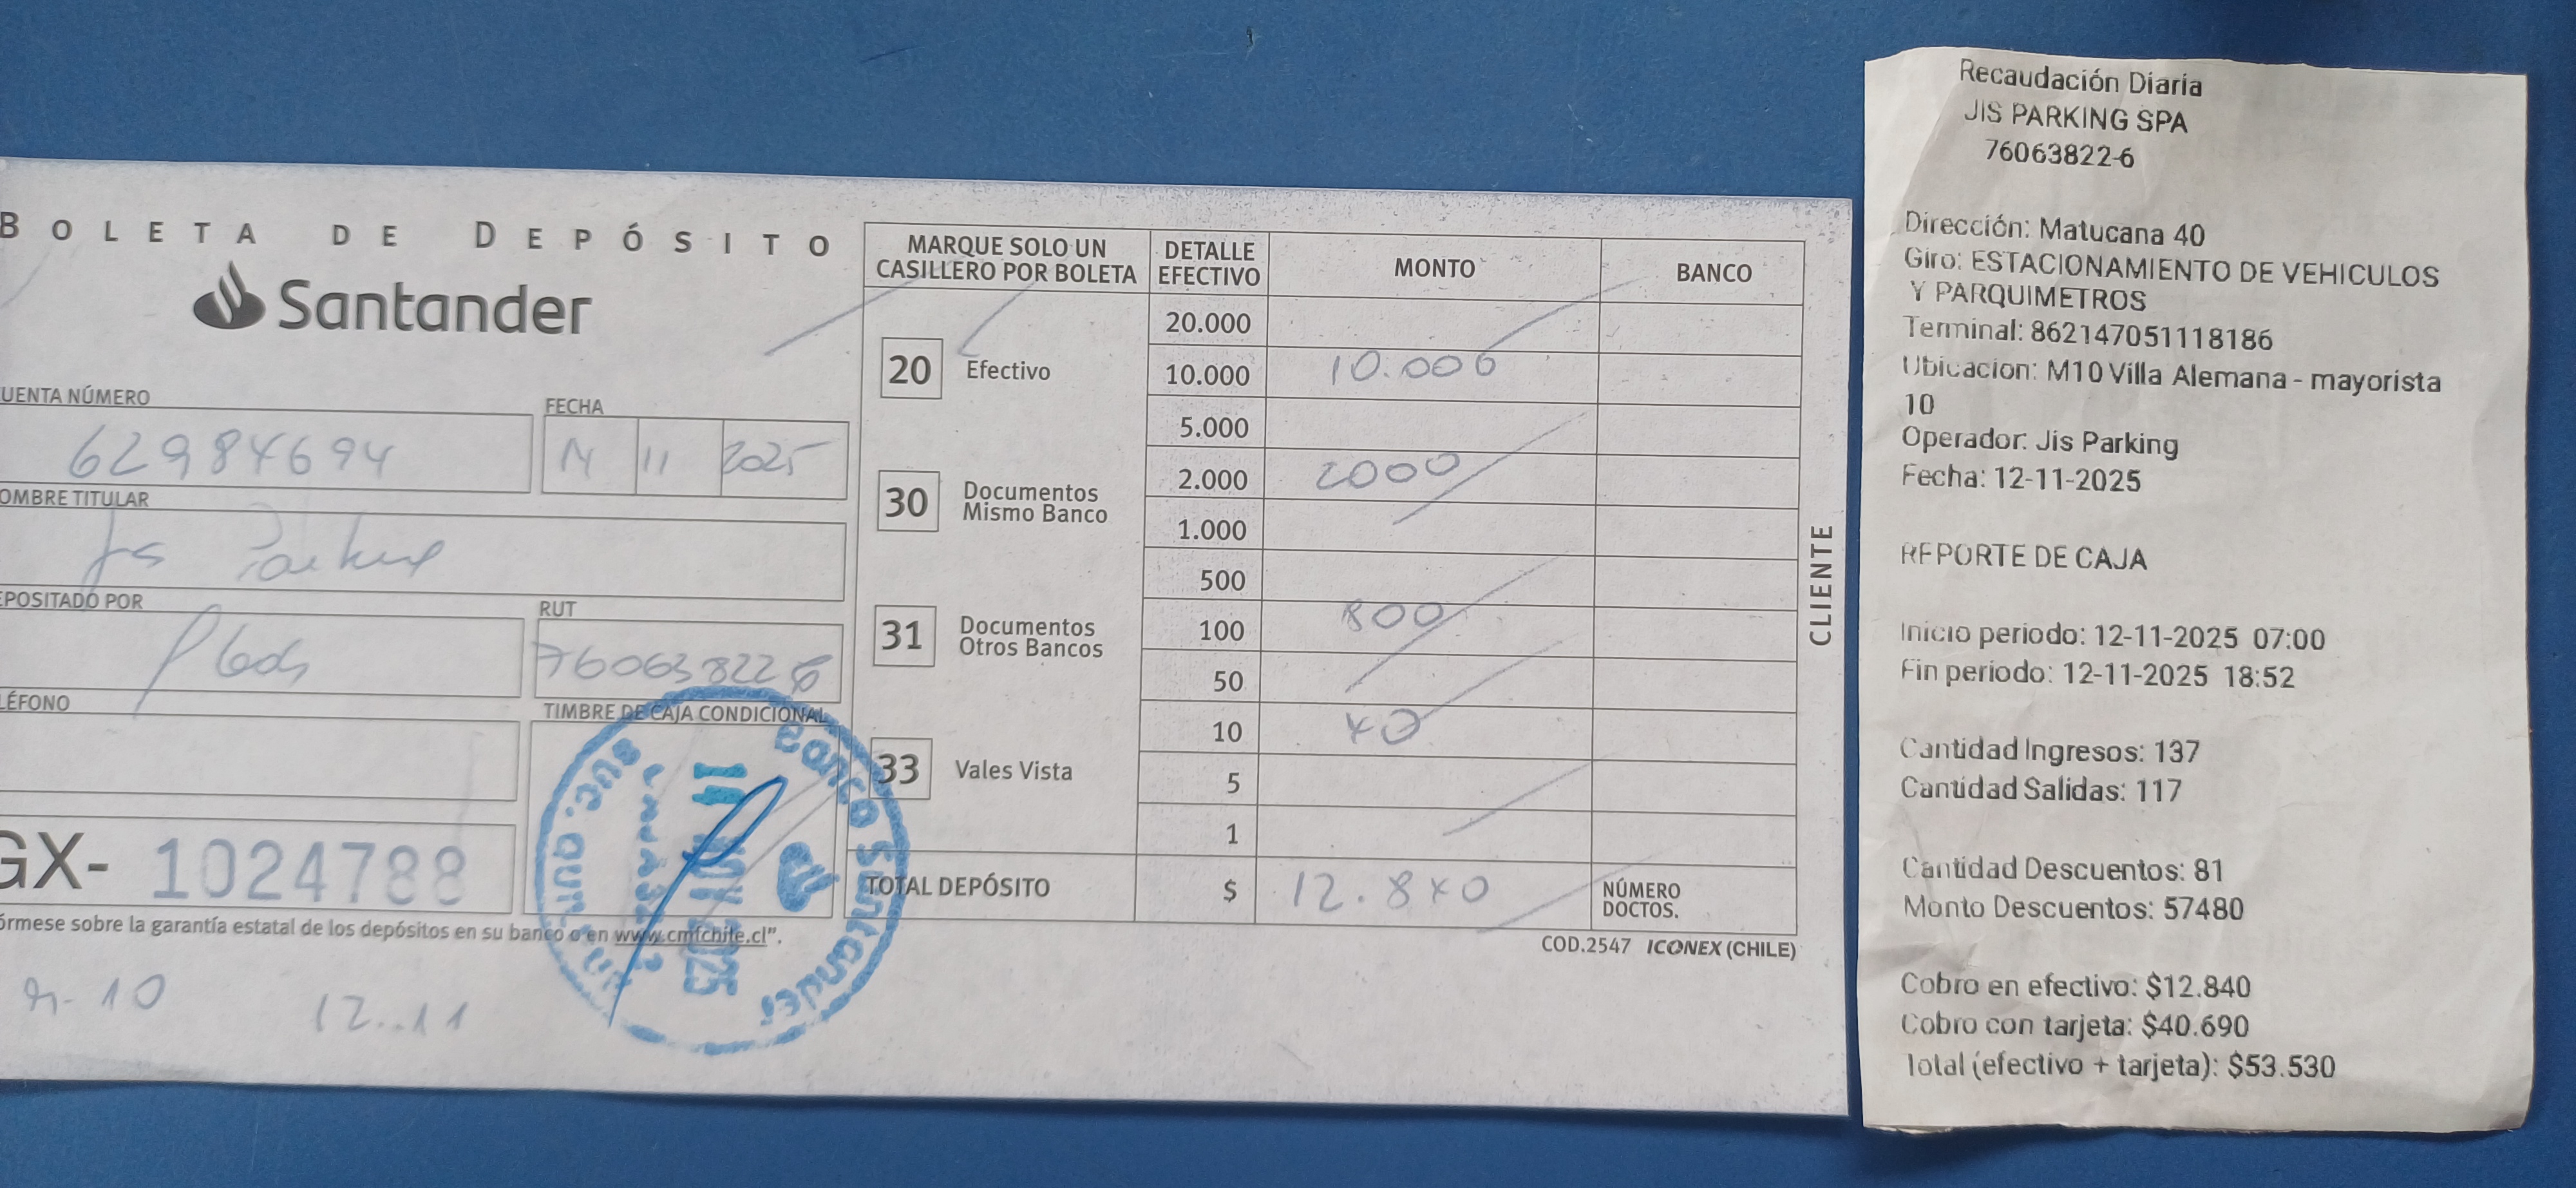 BOLETA DE DEPÓSITO
Santander
UENTA NÚMERO
62984694
FECHA
11 2025
OMBRE TITULAR
Jis Parking
EPOSITADO POR
RUT
760638226
LÉFONO
TIMBRE DE CAJA CONDICIONAL
GX- 1024788
órmese sobre la garantía estatal de los depósitos en su banco o en www.cmfchile.cl".
10 12..11
MARQUE SOLO UN CASILLERO POR BOLETA
20 Efectivo
30 Documentos Mismo Banco
31 Documentos Otros Bancos
33 Vales Vista
DETALLE EFECTIVO MONTO BANCO
20.000
10.000 10.000
5.000
2.000 2000
1.000
500
100 800
50
10 40
5
1
TOTAL DEPÓSITO $ 12.840 NÚMERO DOCTOS.
COD.2547 ICONEX (CHILE)
CLIENTE
Banco Santander
2025
Recaudación Diaria
JIS PARKING SPA
76063822-6
Dirección: Matucana 40
Giro: ESTACIONAMIENTO DE VEHICULOS
Y PARQUIMETROS
Terminal: 862147051118186
Ubicacion: M10 Villa Alemana - mayorista
10
Operador: Jis Parking
Fecha: 12-11-2025
REPORTE DE CAJA
Inicio periodo: 12-11-2025 07:00
Fin periodo: 12-11-2025 18:52
Cantidad Ingresos: 137
Cantidad Salidas: 117
Cantidad Descuentos: 81
Monto Descuentos: 57480
Cobro en efectivo: $12.840
Cobro con tarjeta: $40.690
Total (efectivo + tarjeta): $53.530